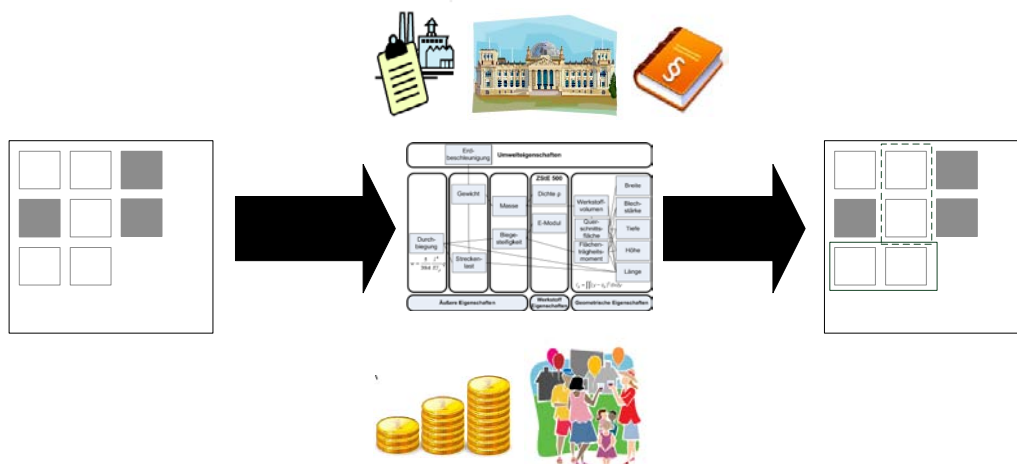 §
Erd-
beschleunigung
Umwelteigenschaften
Gewicht
Masse
ZStE 500
Dichte ρ
E-Modul
Werkstoff-
volumen
Quer-
schnitts-
fläche
Flächen-
trägheits-
moment
Breite
Blech-
stärke
Tiefe
Höhe
Länge
Durch-
biegung
Biege-
steifigkeit
Strecken-
last
Äußere Eigenschaften
Werkstoff
Eigenschaften
Geometrische Eigenschaften